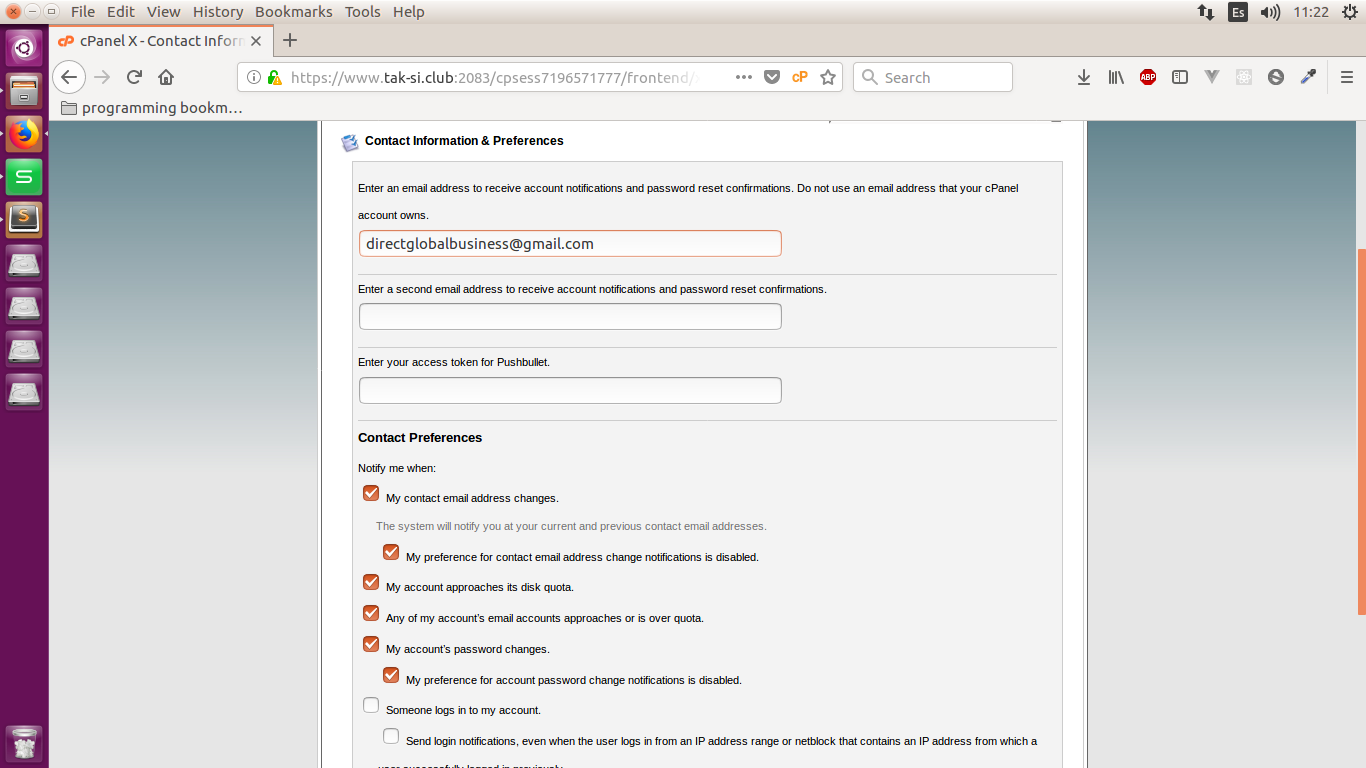 File Edit View History Bookmarks Tools Help
Es
11:22
cP cPanel X - Contact Infor
https://www.tak-si.club:2083/cpsess7196571777/frontend/
cP
Search
ABP
programming bookm...
Contact Information & Preferences
Enter an email address to receive account notifications and password reset confirmations. Do not use an email address that your cPanel
account owns.
directglobalbusiness@gmail.com
Enter a second email address to receive account notifications and password reset confirmations.
Enter your access token for Pushbullet.
Contact Preferences
Notify me when:
My contact email address changes.
The system will notify you at your current and previous contact email addresses.
My preference for contact email address change notifications is disabled.
My account approaches its disk quota.
Any of my account's email accounts approaches or is over quota.
My account's password changes.
My preference for account password change notifications is disabled.
Someone logs in to my account.
Send login notifications, even when the user logs in from an IP address range or netblock that contains an IP address from which a
user successfully logged in previously.